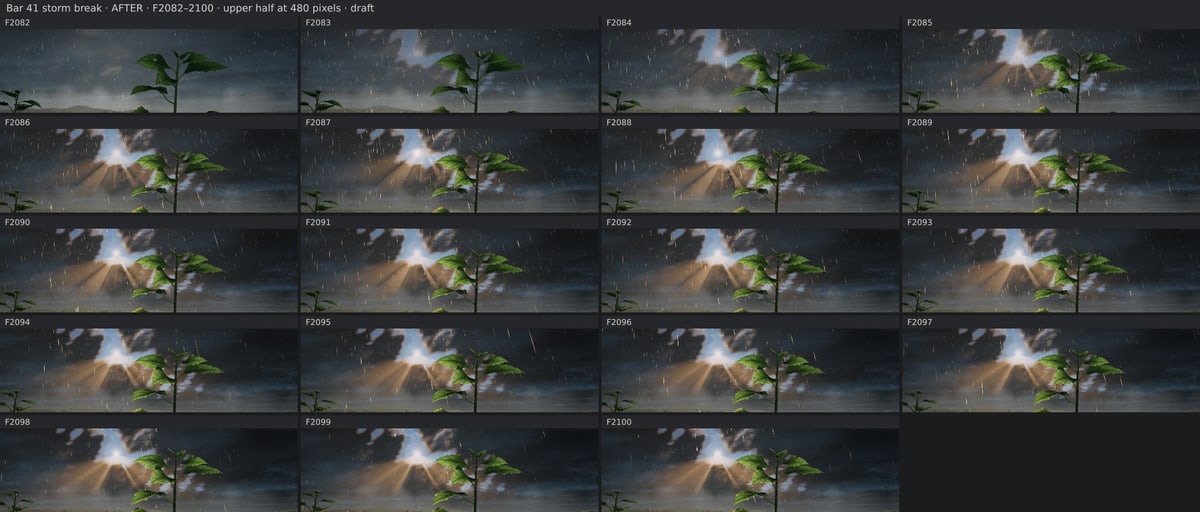 Bar 41 storm break · AFTER · F2082–2100 · upper half at 480 pixels · draft
F2082
F2083
F2084
F2085
F2086
F2087
F2088
F2089
F2090
F2091
F2092
F2093
F2094
F2095
F2096
F2097
F2098
F2099
F2100